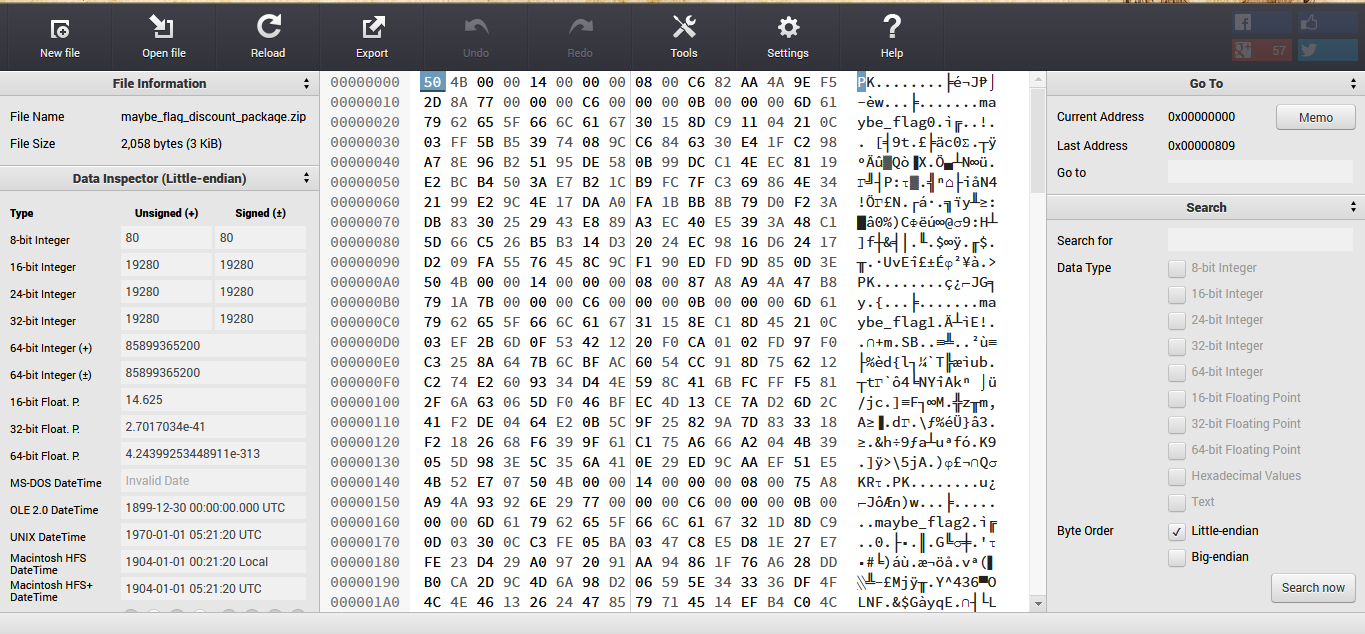 New file
Open file
Reload
Export
Undo
Redo
Tools
Settings
Help
57
File Information
File Name maybe_flag_discount_package.zip
File Size 2,058 bytes (3 KiB)
Data Inspector (Little-endian)
Type Unsigned (+) Signed (±)
8-bit Integer 80 80
16-bit Integer 19280 19280
24-bit Integer 19280 19280
32-bit Integer 19280 19280
64-bit Integer (+) 85899365200
64-bit Integer (±) 85899365200
16-bit Float. P. 14.625
32-bit Float. P. 2.7017034e-41
64-bit Float. P. 4.24399253448911e-313
MS-DOS DateTime Invalid Date
OLE 2.0 DateTime 1899-12-30 00:00:00.000 UTC
UNIX DateTime 1970-01-01 05:21:20 UTC
Macintosh HFS
DateTime 1904-01-01 05:21:20 Local
Macintosh HFS+
DateTime 1904-01-01 05:21:20 UTC
00000000 50 4B 00 00 14 00 00 00 08 00 C6 82 AA 4A 9E F5
00000010 2D 8A 77 00 00 00 C6 00 00 00 0B 00 00 00 6D 61 -èw...╞.......ma
00000020 79 62 65 5F 66 6C 61 67 30 15 8D C9 11 04 21 0C ybe_flag0.ì╔..!.
00000030 03 FF 5B B5 39 74 08 9C C6 84 63 30 E4 1F C2 98
00000040 A7 8E 96 B2 51 95 DE 58 0B 99 DC C1 4E EC 81 19
00000050 E2 BC B4 50 3A E7 B2 1C B9 FC 7F C3 69 86 4E 34
00000060 21 99 E2 9C 4E 17 DA A0 FA 1B BB 8B 79 D0 F2 3A
00000070 DB 83 30 25 29 43 E8 89 A3 EC 40 E5 39 3A 48 C1
00000080 5D 66 C5 26 B5 B3 14 D3 20 24 EC 98 16 D6 24 17
00000090 D2 09 FA 55 76 45 8C 9C F1 90 ED FD 9D 85 0D 3E
000000A0 50 4B 00 00 14 00 00 00 08 00 87 A8 A9 4A 47 B8
000000B0 79 1A 7B 00 00 00 C6 00 00 00 0B 00 00 00 6D 61 y.{...╞.......ma
000000C0 79 62 65 5F 66 6C 61 67 31 15 8E C1 8D 45 21 0C ybe_flag1.Ä┴ìE!.
000000D0 03 EF 2B 6D 0F 53 42 12 20 F0 CA 01 02 FD 97 F0
000000E0 C3 25 8A 64 7B 6C BF AC 60 54 CC 91 8D 75 62 12
000000F0 C2 74 E2 60 93 34 D4 4E 59 8C 41 6B FC FF F5 81
00000100 2F 6A 63 06 5D F0 46 BF EC 4D 13 CE 7A D2 6D 2C
00000110 41 F2 DE 04 64 E2 0B 5C 9F 25 82 9A 7D 83 33 18
00000120 F2 18 26 68 F6 39 9F 61 C1 75 A6 66 A2 04 4B 39
00000130 05 5D 98 3E 5C 35 6A 41 0E 29 ED 9C AA EF 51 E5
00000140 4B 52 E7 07 50 4B 00 00 14 00 00 00 08 00 75 A8
00000150 A9 4A 93 92 6E 29 77 00 00 00 C6 00 00 00 0B 00 ⌐JôÆn)w...╞.....
00000160 00 00 6D 61 79 62 65 5F 66 6C 61 67 32 1D 8D C9 ..maybe_flag2.ì╔
00000170 0D 03 30 0C C3 FE 05 BA 03 47 C8 E5 D8 1E 27 E7
00000180 FE 23 D4 29 A0 97 20 91 AA 94 86 1F 76 A6 28 DD
00000190 B0 CA 2D 9C 4D 6A 98 D2 06 59 5E 34 33 36 DF 4F
000001A0 4C 4E 46 13 26 24 47 85 79 71 45 14 EF B4 C0 4C
Go To
Current Address 0x00000000 Memo
Last Address 0x00000809
Go to
Search
Search for
Data Type 8-bit Integer
16-bit Integer
24-bit Integer
32-bit Integer
64-bit Integer
16-bit Floating Point
32-bit Floating Point
64-bit Floating Point
Hexadecimal Values
Text
Byte Order Little-endian
Big-endian
Search now